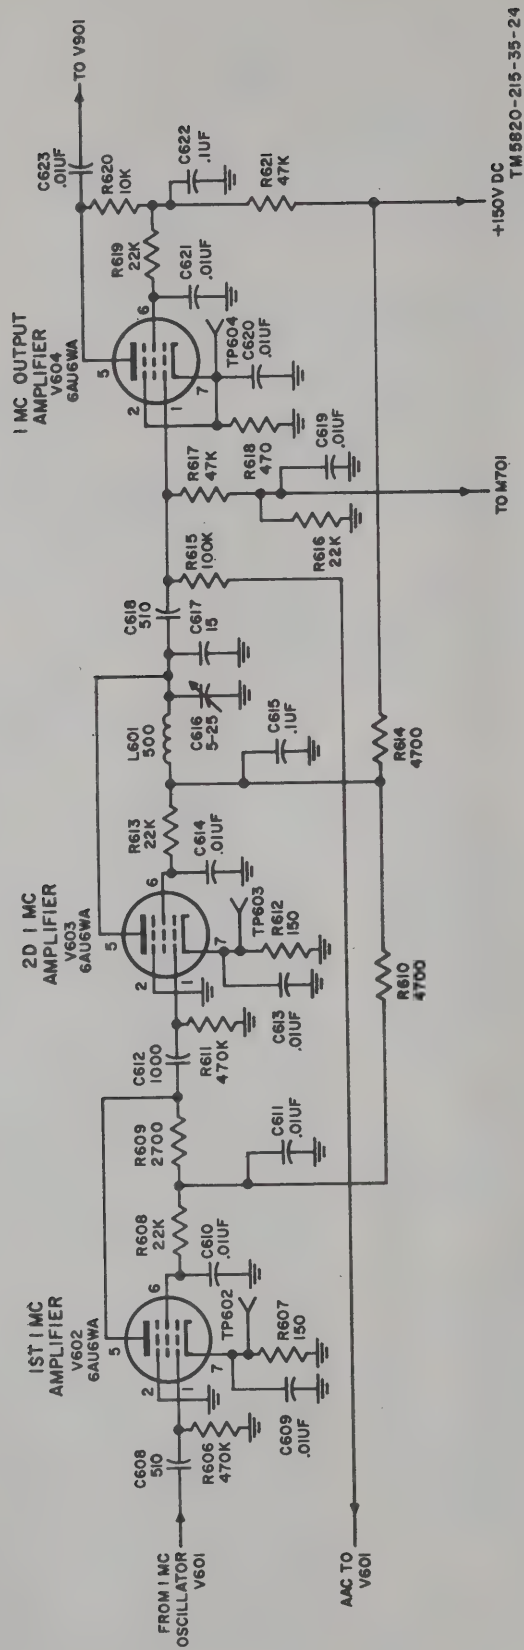 FROM 1 MC
OSCILLATOR
V601
AAC TO
V601
1ST 1 MC
AMPLIFIER
V602
6AU6WA
C608
510
R606
470K
2
5
6
1
7
TP602
C609
.01UF
R607
150
R608
22K
C610
.01UF
R609
2700
C611
.01UF
C612
1000
R611
470K
2D 1 MC
AMPLIFIER
V603
6AU6WA
2
5
6
1
7
TP603
C613
.01UF
R612
150
R610
4700
R613
22K
C614
.01UF
L601
500
C615
.1UF
C616
5-25
C617
15
C618
510
R614
4700
R615
100K
R616
22K
R617
47K
C619
.01UF
TO M701
1 MC OUTPUT
AMPLIFIER
V604
6AU6WA
2
5
6
1
7
R618
470
TP604
C620
.01UF
R619
22K
C621
.01UF
C623
.01UF
R620
10K
C622
.1UF
R621
47K
TO V901
+150V DC
TM5820-215-35-24